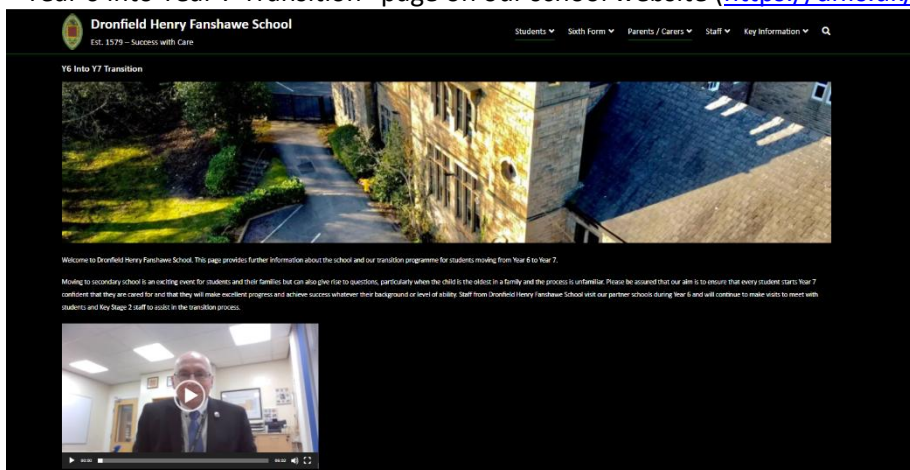 Year 6 into Year 7 Transition" page on our school website (https://
Dronfield Henry Fanshawe School
Est. 1579 – Success with Care
Students Sixth Form Parents / Carers Staff Key Information
Y6 Into Y7 Transition
Welcome to Dronfield Henry Fanshawe School. This page provides further information about the school and our transition programme for students moving from Year 6 to Year 7.
Moving to secondary school is an exciting event for students and their families but can also give rise to questions, particularly when the child is the oldest in a family and the process is unfamiliar. Please be assured that our aim is to ensure that every student starts Year 7
confident that they are cared for and that they will make excellent progress and achieve success whatever their background or level of ability. Staff from Dronfield Henry Fanshawe School visit our partner schools during Year 6 and will continue to make visits to meet with
students and Key Stage 2 staff to assist in the transition process.
00:00